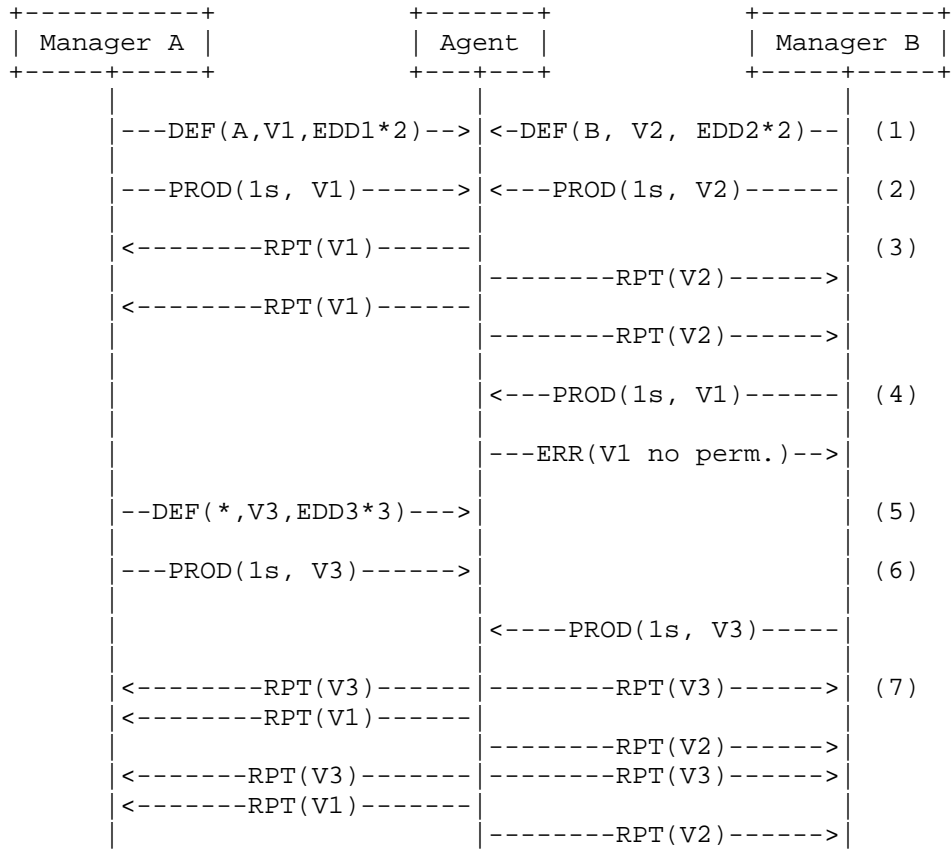 +-----------+           +-------+           +-----------+
| Manager A |           | Agent |           | Manager B |
+-----+-----+           +---+---+           +-----+-----+
      |                       |                       |
      |---DEF(A,V1,EDD1*2)-->|<-DEF(B, V2, EDD2*2)--| (1)
      |                       |                       |
      |---PROD(1s, V1)------>|<---PROD(1s, V2)------| (2)
      |                       |                       |
      |<--------RPT(V1)------|                       | (3)
      |                       |--------RPT(V2)------>|
      |<--------RPT(V1)------|                       |
      |                       |--------RPT(V2)------>|
      |                       |                       |
      |                       |<---PROD(1s, V1)------| (4)
      |                       |                       |
      |                       |---ERR(V1 no perm.)-->|
      |                       |                       |
      |--DEF(*,V3,EDD3*3)--->|                       | (5)
      |                       |                       |
      |---PROD(1s, V3)------>|                       | (6)
      |                       |                       |
      |                       |<----PROD(1s, V3)-----|
      |                       |                       |
      |<--------RPT(V3)------|--------RPT(V3)------>| (7)
      |<--------RPT(V1)------|                       |
      |                       |--------RPT(V2)------>|
      |<-------RPT(V3)-------|--------RPT(V3)------>|
      |<-------RPT(V1)-------|                       |
      |                       |--------RPT(V2)------>|